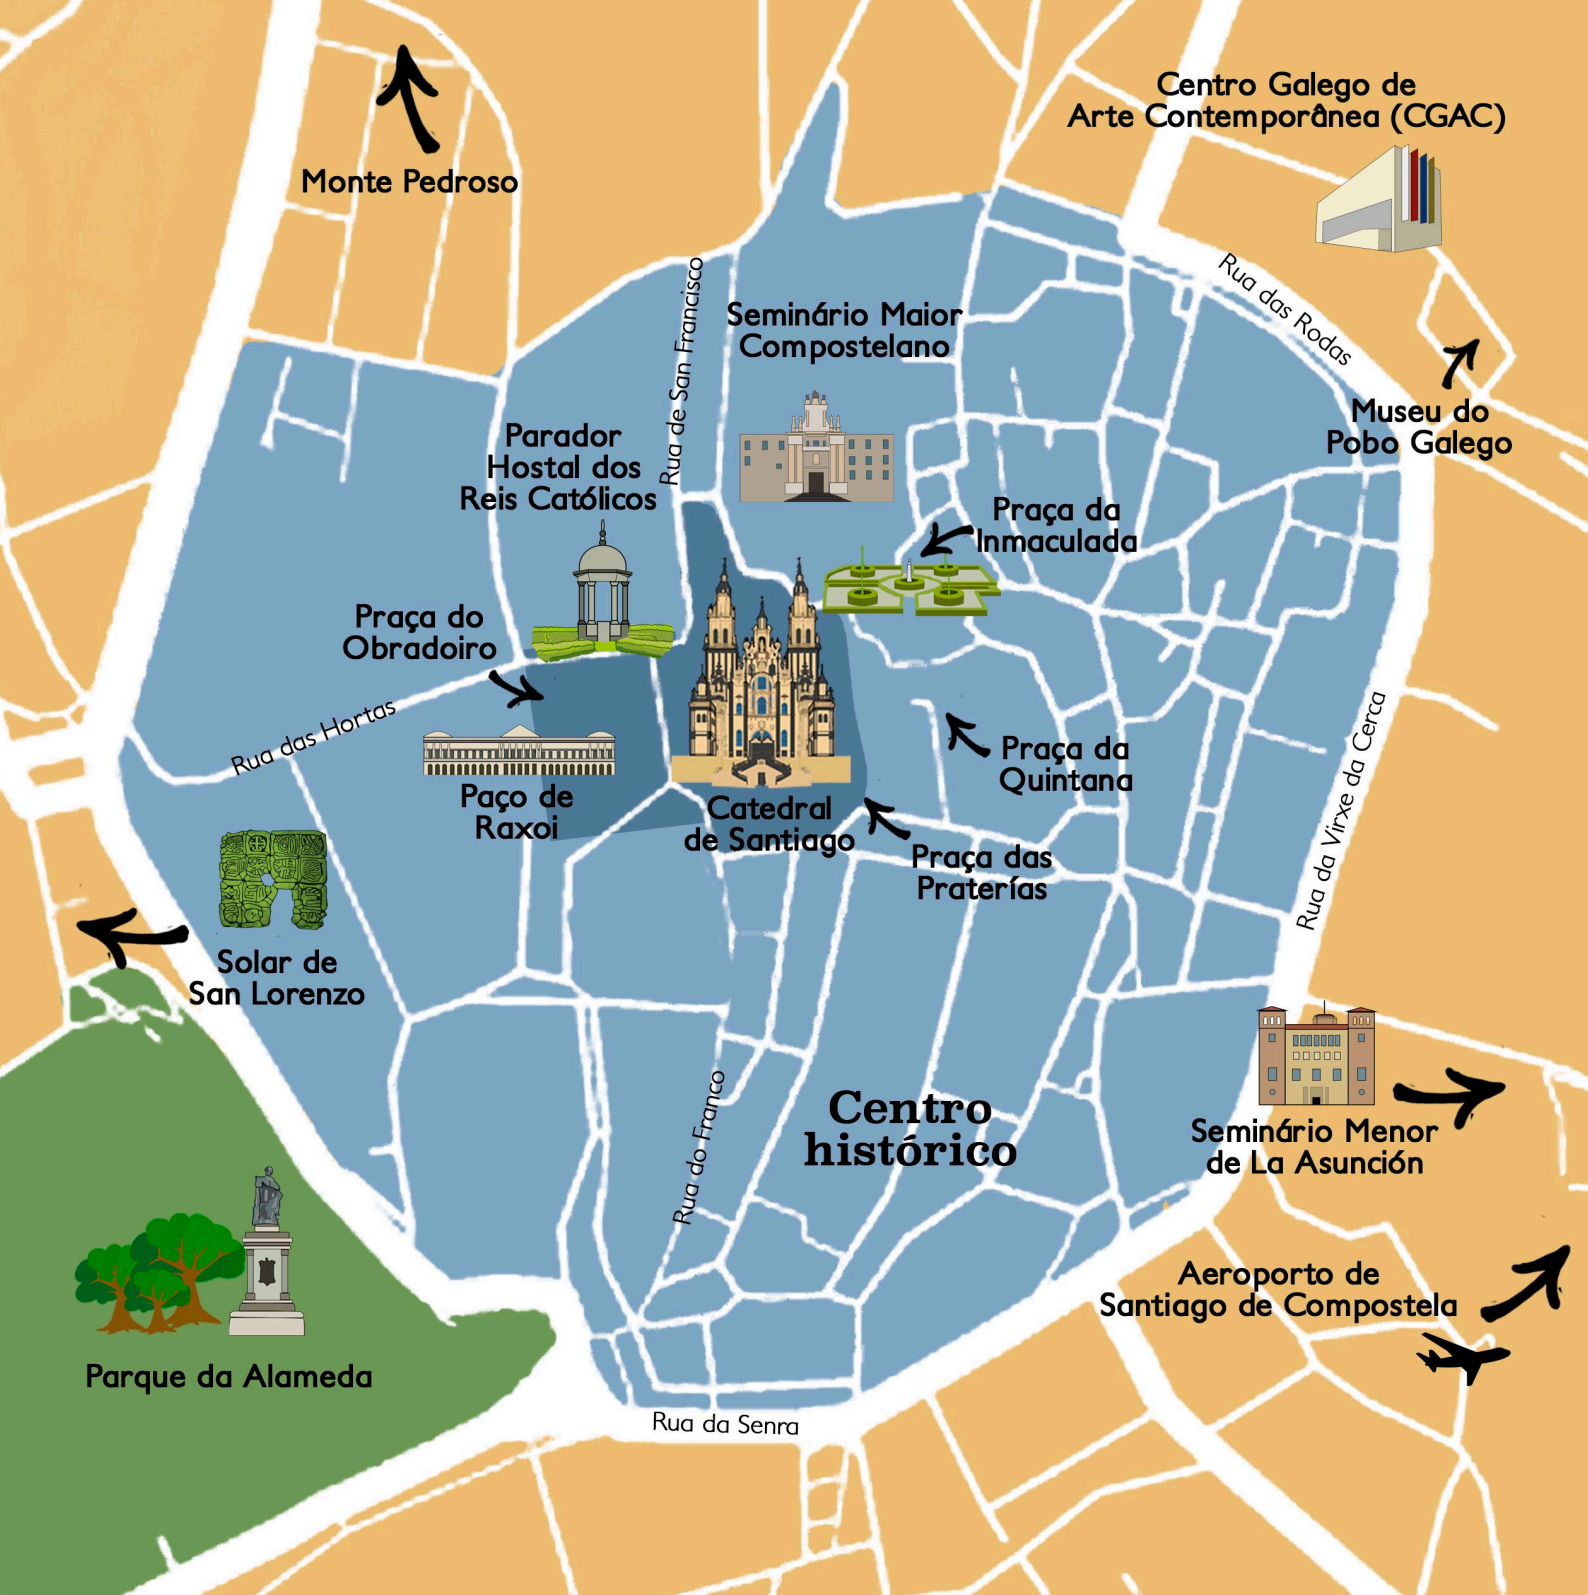 Centro Galego de
Arte Contemporânea (CGAC)
Monte Pedroso
Rua das Rodas
Rua de San Francisco
Seminário Maior
Compostelano
Museu do
Pobo Galego
Parador
Hostal dos
Reis Católicos
Praça da
Inmaculada
Praça do
Obradoiro
Rua das Hortas
Praça da
Quintana
Rua da Virxe da Cerca
Paço de
Raxoi
Catedral
de Santiago
Praça das
Praterías
Solar de
San Lorenzo
Centro
histórico
Rua do Franco
Seminário Menor
de La Asunción
Aeroporto de
Santiago de Compostela
Parque da Alameda
Rua da Senra